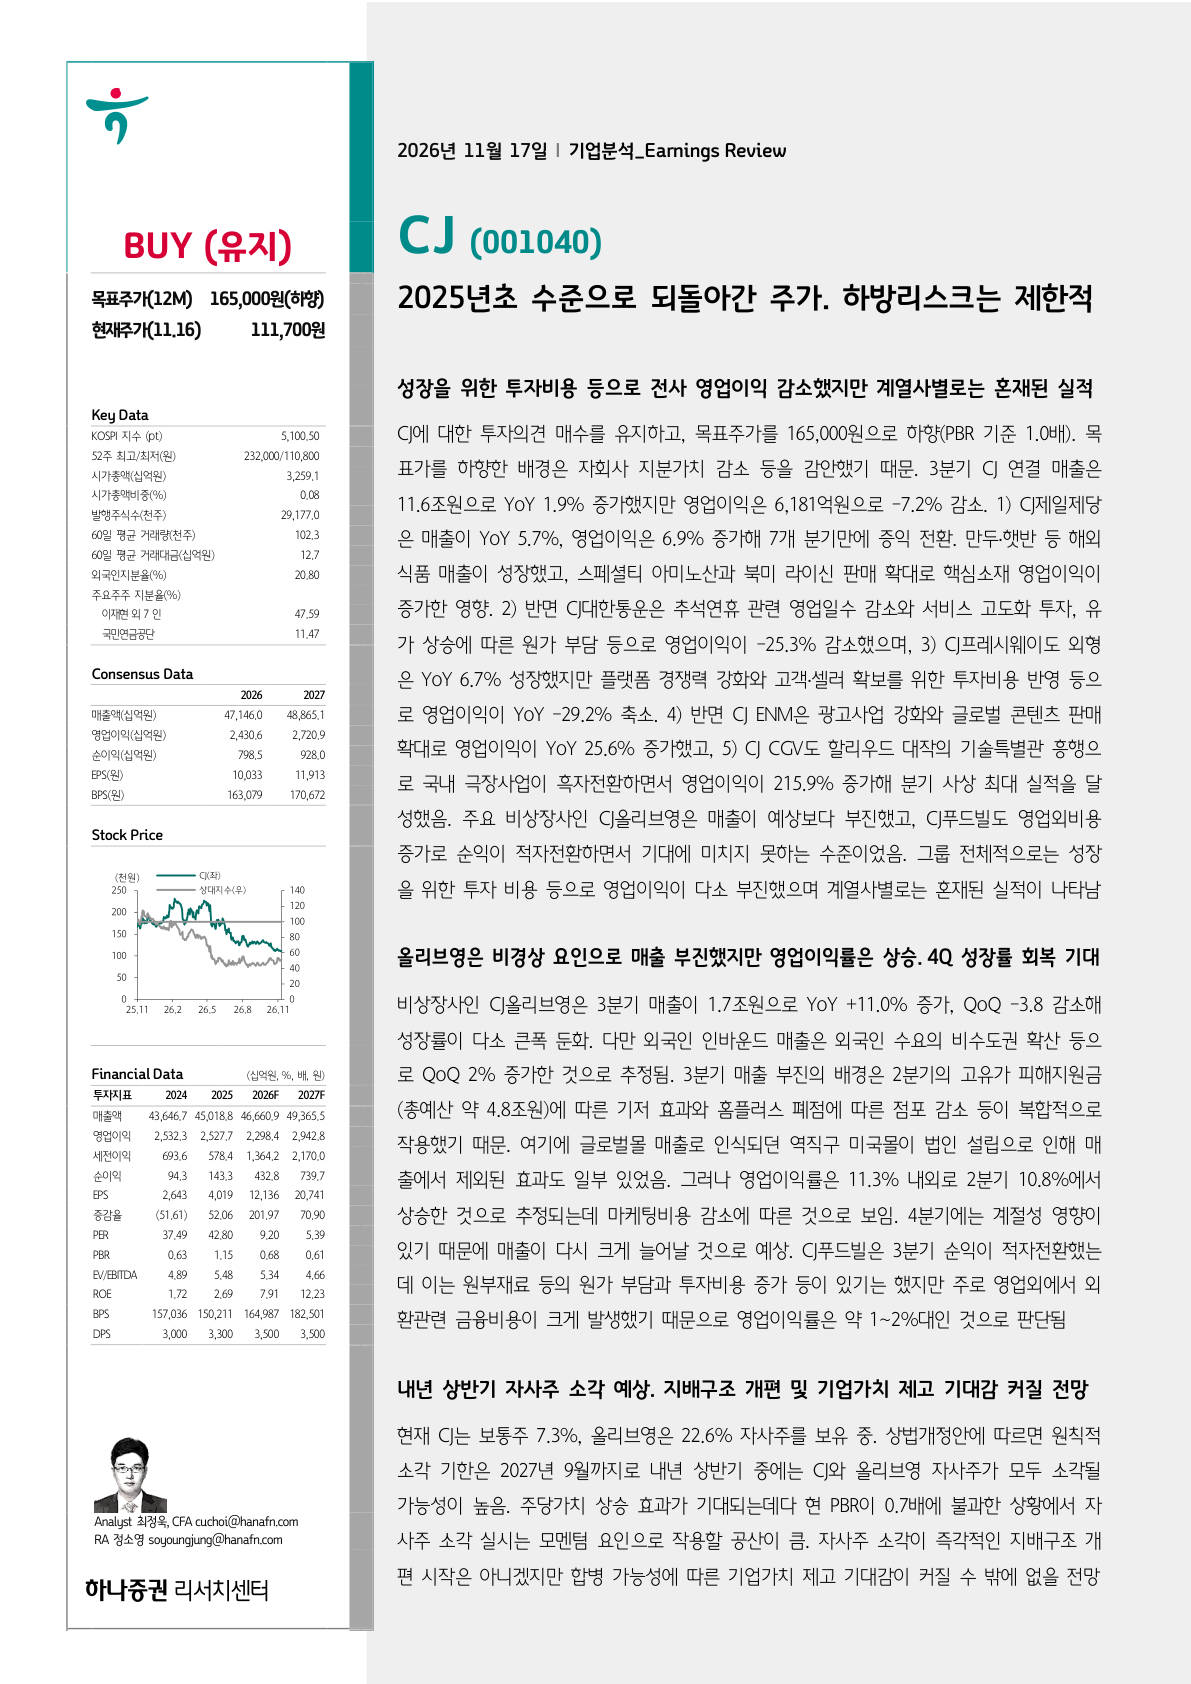 BUY (유지)
목표주가(12M) 165,000원(하향)
현재주가(11.16) 111,700원
Key Data
KOSPI 지수 (pt) 5,100.50
52주 최고/최저(원) 232,000/110,800
시가총액(십억원) 3,259.1
시가총액비중(%) 0.08
발행주식수(천주) 29,177.0
60일 평균 거래량(천주) 102.3
60일 평균 거래대금(십억원) 12.7
외국인지분율(%) 20.80
주요주주 지분율(%)
이재현 외 7 인 47.59
국민연금공단 11.47
Consensus Data
2026 2027
매출액(십억원) 47,146.0 48,865.1
영업이익(십억원) 2,430.6 2,720.9
순이익(십억원) 798.5 928.0
EPS(원) 10,033 11,913
BPS(원) 163,079 170,672
Stock Price
(천원) CJ(좌)
상대지수(우)
250 140
200 120
150 100
100 80
50 60
0 40
20
0
25.11 26.2 26.5 26.8 26.11
Financial Data (십억원, %, 배, 원)
투자지표 2024 2025 2026F 2027F
매출액 43,646.7 45,018.8 46,660.9 49,365.5
영업이익 2,532.3 2,527.7 2,298.4 2,942.8
세전이익 693.6 578.4 1,364.2 2,170.0
순이익 94.3 143.3 432.8 739.7
EPS 2,643 4,019 12,136 20,741
증감율 (51.61) 52.06 201.97 70.90
PER 37.49 42.80 9.20 5.39
PBR 0.63 1.15 0.68 0.61
EV/EBITDA 4.89 5.48 5.34 4.66
ROE 1.72 2.69 7.91 12.23
BPS 157,036 150,211 164,987 182,501
DPS 3,000 3,300 3,500 3,500
Analyst 최정욱, CFA cuchoi@hanafn.com
RA 정소영 soyoungjung@hanafn.com
하나증권 리서치센터
2026년 11월 17일 | 기업분석_Earnings Review
CJ (001040)
2025년초 수준으로 되돌아간 주가. 하방리스크는 제한적
성장을 위한 투자비용 등으로 전사 영업이익 감소했지만 계열사별로는 혼재된 실적
CJ에 대한 투자의견 매수를 유지하고, 목표주가를 165,000원으로 하향(PBR 기준 1.0배). 목
표가를 하향한 배경은 자회사 지분가치 감소 등을 감안했기 때문. 3분기 CJ 연결 매출은
11.6조원으로 YoY 1.9% 증가했지만 영업이익은 6,181억원으로 -7.2% 감소. 1) CJ제일제당
은 매출이 YoY 5.7%, 영업이익은 6.9% 증가해 7개 분기만에 증익 전환. 만두·햇반 등 해외
식품 매출이 성장했고, 스페셜티 아미노산과 북미 라이신 판매 확대로 핵심소재 영업이익이
증가한 영향. 2) 반면 CJ대한통운은 추석연휴 관련 영업일수 감소와 서비스 고도화 투자, 유
가 상승에 따른 원가 부담 등으로 영업이익이 -25.3% 감소했으며, 3) CJ프레시웨이도 외형
은 YoY 6.7% 성장했지만 플랫폼 경쟁력 강화와 고객·셀러 확보를 위한 투자비용 반영 등으
로 영업이익이 YoY -29.2% 축소. 4) 반면 CJ ENM은 광고사업 강화와 글로벌 콘텐츠 판매
확대로 영업이익이 YoY 25.6% 증가했고, 5) CJ CGV도 할리우드 대작의 기술특별관 흥행으
로 국내 극장사업이 흑자전환하면서 영업이익이 215.9% 증가해 분기 사상 최대 실적을 달
성했음. 주요 비상장사인 CJ올리브영은 매출이 예상보다 부진했고, CJ푸드빌도 영업외비용
증가로 순익이 적자전환하면서 기대에 미치지 못하는 수준이었음. 그룹 전체적으로는 성장
을 위한 투자 비용 등으로 영업이익이 다소 부진했으며 계열사별로는 혼재된 실적이 나타남
올리브영은 비경상 요인으로 매출 부진했지만 영업이익률은 상승. 4Q 성장률 회복 기대
비상장사인 CJ올리브영은 3분기 매출이 1.7조원으로 YoY +11.0% 증가, QoQ -3.8 감소해
성장률이 다소 큰폭 둔화. 다만 외국인 인바운드 매출은 외국인 수요의 비수도권 확산 등으
로 QoQ 2% 증가한 것으로 추정됨. 3분기 매출 부진의 배경은 2분기의 고유가 피해지원금
(총예산 약 4.8조원)에 따른 기저 효과와 홈플러스 폐점에 따른 점포 감소 등이 복합적으로
작용했기 때문. 여기에 글로벌몰 매출로 인식되던 역직구 미국몰이 법인 설립으로 인해 매
출에서 제외된 효과도 일부 있었음. 그러나 영업이익률은 11.3% 내외로 2분기 10.8%에서
상승한 것으로 추정되는데 마케팅비용 감소에 따른 것으로 보임. 4분기에는 계절성 영향이
있기 때문에 매출이 다시 크게 늘어날 것으로 예상. CJ푸드빌은 3분기 순익이 적자전환했는
데 이는 원부재료 등의 원가 부담과 투자비용 증가 등이 있기는 했지만 주로 영업외에서 외
환관련 금융비용이 크게 발생했기 때문으로 영업이익률은 약 1~2%대인 것으로 판단됨
내년 상반기 자사주 소각 예상. 지배구조 개편 및 기업가치 제고 기대감 커질 전망
현재 CJ는 보통주 7.3%, 올리브영은 22.6% 자사주를 보유 중. 상법개정안에 따르면 원칙적
소각 기한은 2027년 9월까지로 내년 상반기 중에는 CJ와 올리브영 자사주가 모두 소각될
가능성이 높음. 주당가치 상승 효과가 기대되는데다 현 PBR이 0.7배에 불과한 상황에서 자
사주 소각 실시는 모멘텀 요인으로 작용할 공산이 큼. 자사주 소각이 즉각적인 지배구조 개
편 시작은 아니겠지만 합병 가능성에 따른 기업가치 제고 기대감이 커질 수 밖에 없을 전망